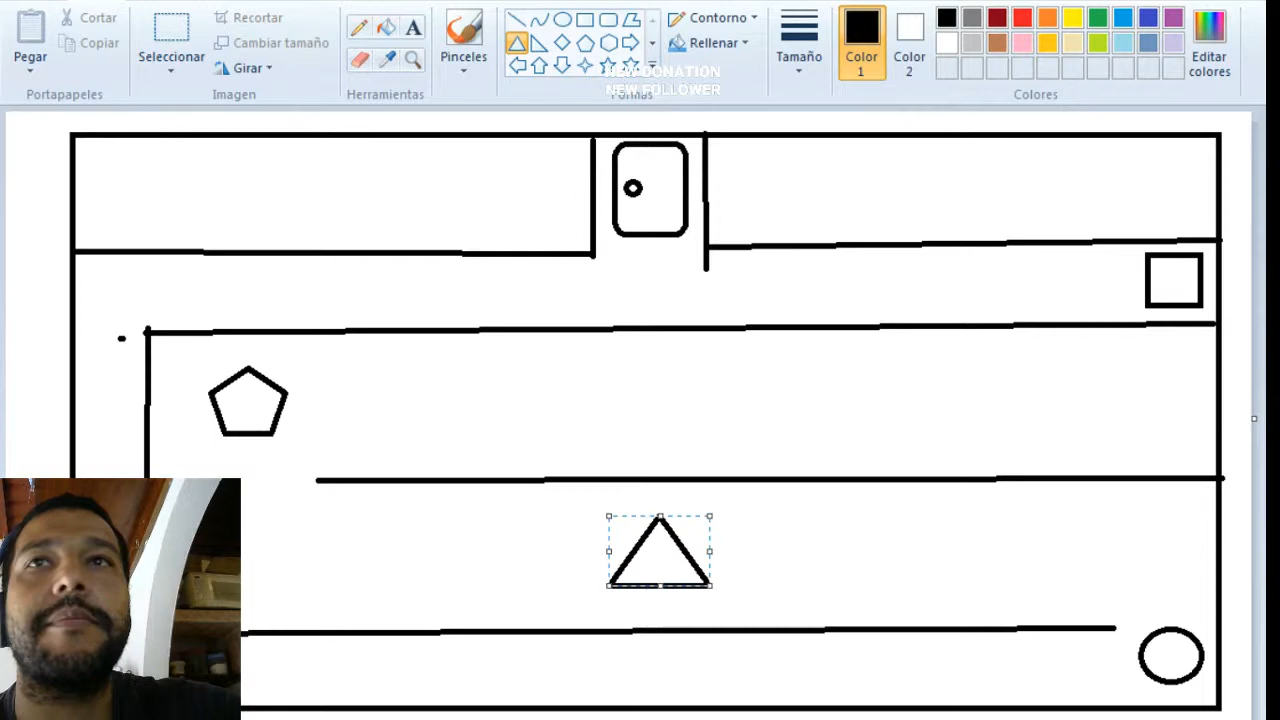 Pegar
Cortar
Copiar
Portapapeles
Seleccionar
Recortar
Cambiar tamaño
Girar
Imagen
A
Herramientas
Pinceles
Contorno
Rellenar
NEW DONATION
NEW FOLLOWER
Formas
Tamaño
Color
1
Color
2
Editar
colores
Colores